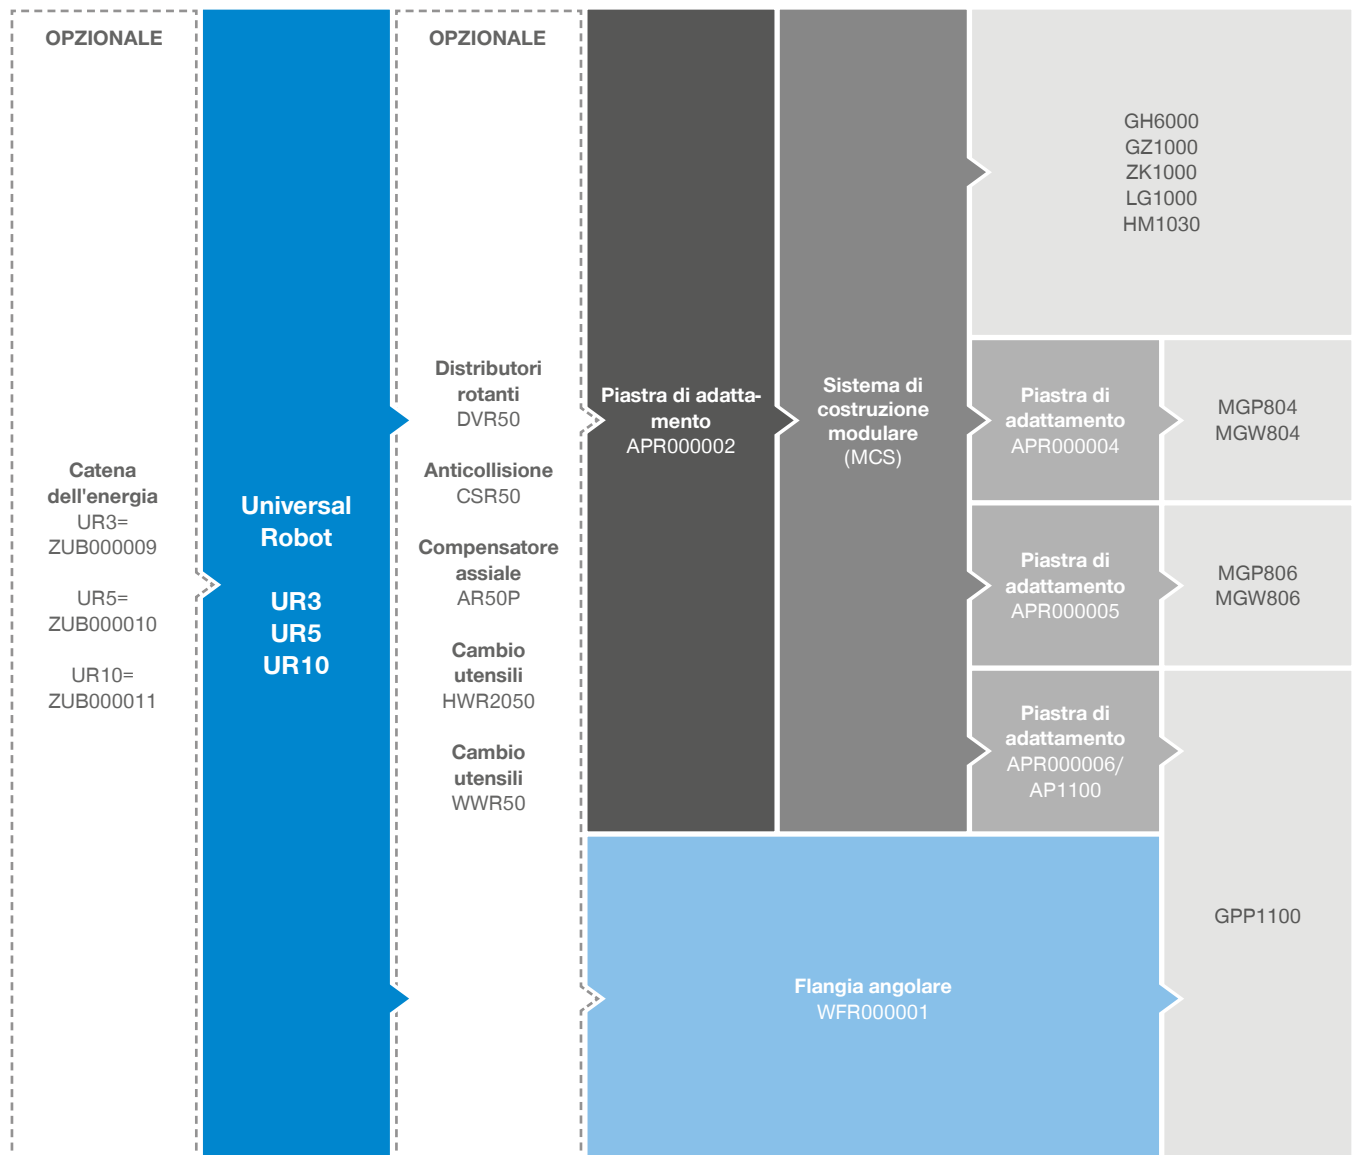 OPZIONALE
Catena
dell'energia
UR3=
ZUB000009
UR5=
ZUB000010
UR10=
ZUB000011
Universal
Robot
UR3
UR5
UR10
OPZIONALE
Distributori
rotanti
DVR50
Anticollisione
CSR50
Compensatore
assiale
AR50P
Cambio
utensili
HWR2050
Cambio
utensili
WWR50
Piastra di adatta-
mento
APR000002
Sistema di
costruzione
modulare
(MCS)
GH6000
GZ1000
ZK1000
LG1000
HM1030
Piastra di
adattamento
APR000004
MGP804
MGW804
Piastra di
adattamento
APR000005
MGP806
MGW806
Piastra di
adattamento
APR000006/
AP1100
GPP1100
Flangia angolare
WFR000001